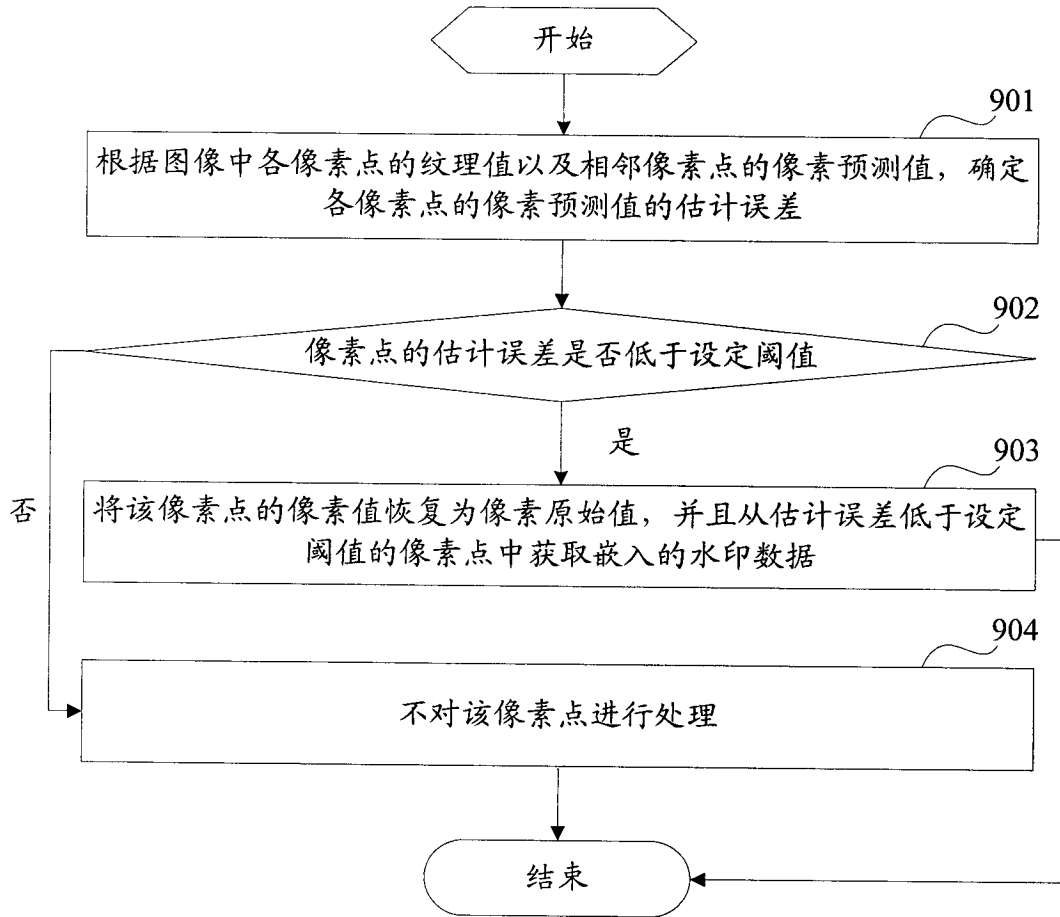 开始
901
根据图像中各像素点的纹理值以及相邻像素点的像素预测值，确定
各像素点的像素预测值的估计误差
902
像素点的估计误差是否低于设定阈值
是
903
否
将该像素点的像素值恢复为像素原始值，并且从估计误差低于设定
阈值的像素点中获取嵌入的水印数据
904
不对该像素点进行处理
结束